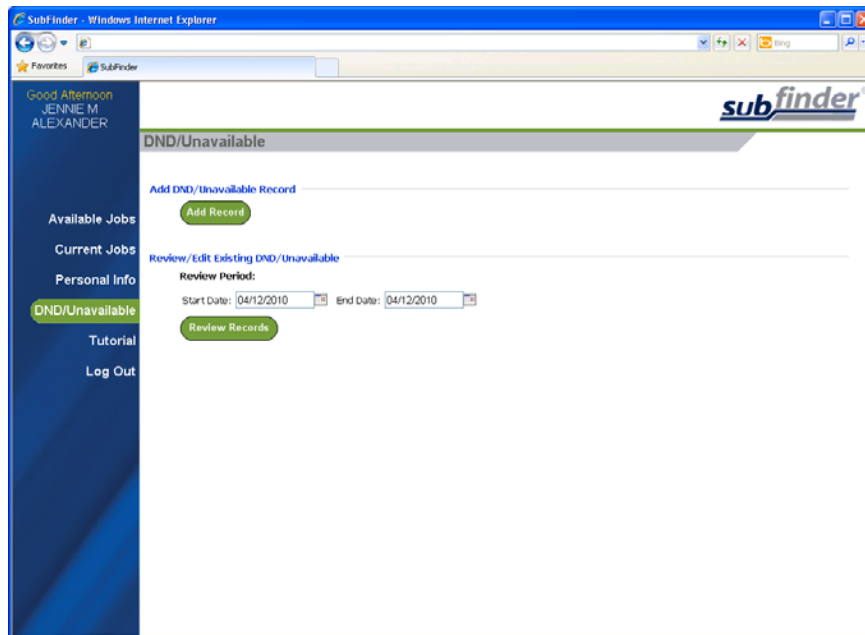 SubFinder - Windows Internet Explorer
Bing
Favorites SubFinder
Good Afternoon
JENNIE M
ALEXANDER
subfinder
DND/Unavailable
Add DND/Unavailable Record
Add Record
Available Jobs
Current Jobs
Review/Edit Existing DND/Unavailable
Personal Info
Review Period:
Start Date: 04/12/2010 End Date: 04/12/2010
DND/Unavailable
Review Records
Tutorial
Log Out